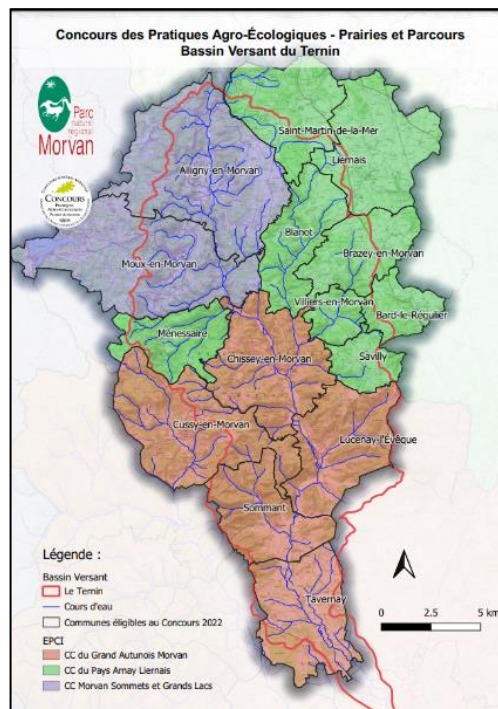 Concours des Pratiques Agro-Écologiques - Prairies et Parcours
Bassin Versant du Ternin
Parc
naturel
régional
Morvan
CONCOURS
Saint-Martin-de-la-Mer
Liernais
Alligny-en-Morvan
Blanot
Brazey-en-Morvan
Moux-en-Morvan
Villiers-en-Morvan
Bard-le-Régulier
Ménessaire
Savilly
Chissey-en-Morvan
Cussy-en-Morvan
Lucenay-l'Évêque
Sommant
Tavernay
Légende :
Bassin Versant
Le Ternin
Cours d'eau
Communes éligibles au Concours 2022
EPCI
CC du Grand Autunois Morvan
CC du Pays Arnay Liernais
CC Morvan Sommets et Grands Lacs
0 2.5 5 km